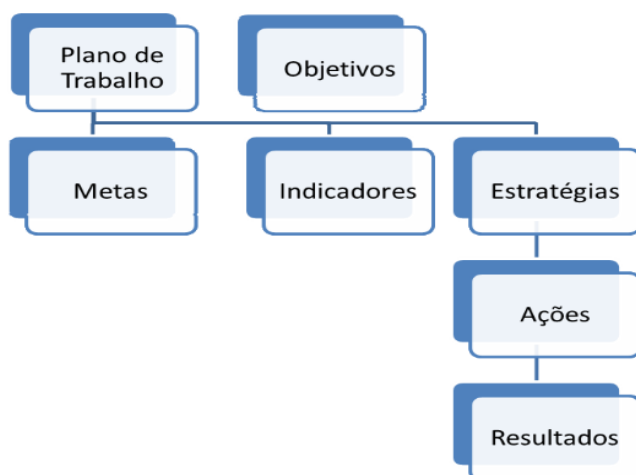 Plano de
Trabalho
Objetivos
Metas
Indicadores
Estratégias
Ações
Resultados